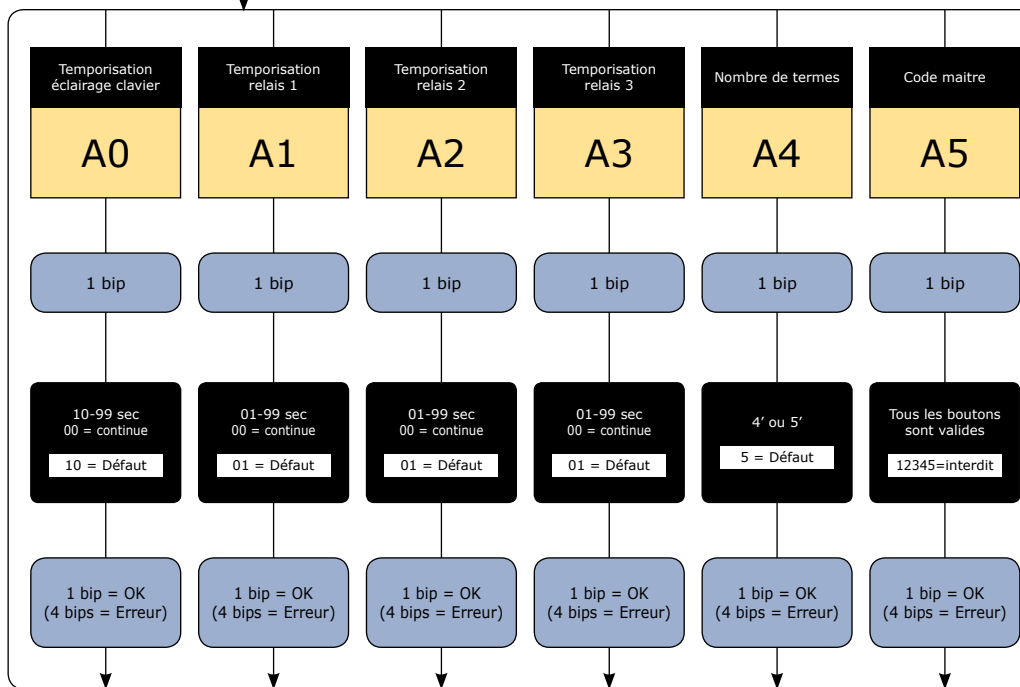 Temporisation
éclairage clavier
A0
1 bip
10-99 sec
00 = continue
10 = Défaut
1 bip = OK
(4 bips = Erreur)
Temporisation
relais 1
A1
1 bip
01-99 sec
00 = continue
01 = Défaut
1 bip = OK
(4 bips = Erreur)
Temporisation
relais 2
A2
1 bip
01-99 sec
00 = continue
01 = Défaut
1 bip = OK
(4 bips = Erreur)
Temporisation
relais 3
A3
1 bip
01-99 sec
00 = continue
01 = Défaut
1 bip = OK
(4 bips = Erreur)
Nombre de termes
A4
1 bip
4’ ou 5’
5 = Défaut
1 bip = OK
(4 bips = Erreur)
Code maitre
A5
1 bip
Tous les boutons
sont valides
12345=interdit
1 bip = OK
(4 bips = Erreur)